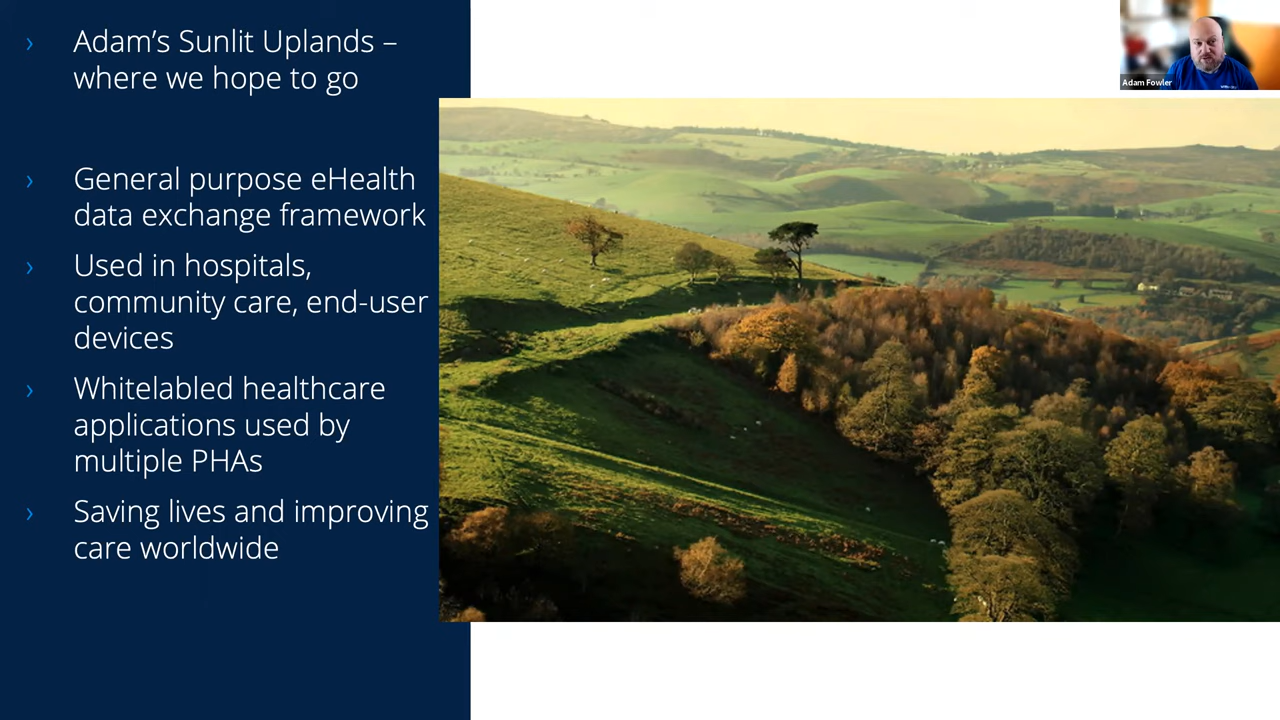 Adam's Sunlit Uplands –
where we hope to go
General purpose eHealth
data exchange framework
Used in hospitals,
community care, end-user
devices
Whitelabled healthcare
applications used by
multiple PHAs
Saving lives and improving
care worldwide
Adam Fowler